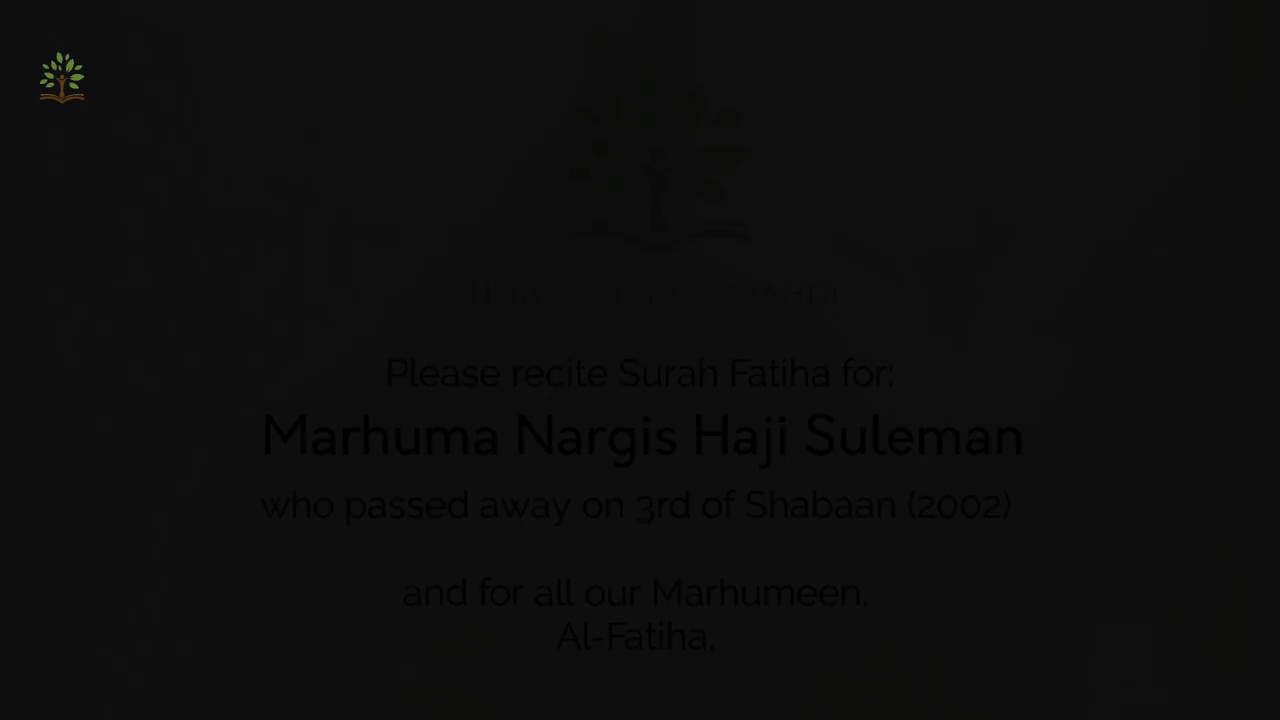 Please recite Surah Fatiha for:
Marhuma Nargis Haji Suleman
who passed away on 3rd of Shabaan (2002)
and for all our Marhumeen.
Al-Fatiha.